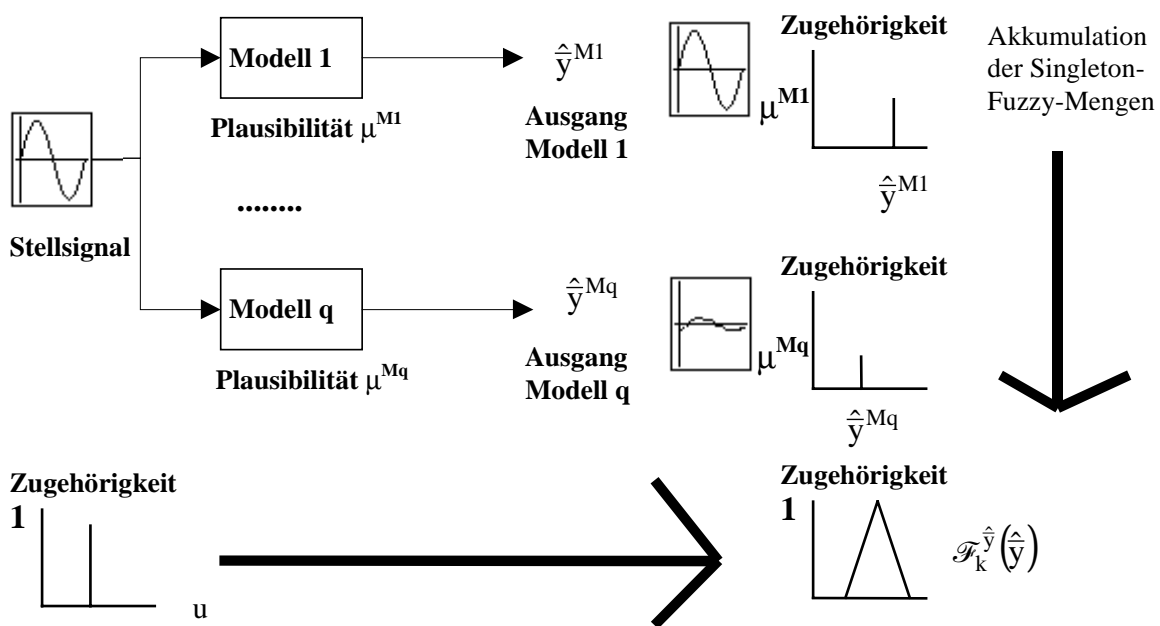 Modell 1
Plausibilität μ^M1
ŷ̄^M1
Ausgang
Modell 1
Zugehörigkeit
μ^M1
ŷ̄^M1
Akkumulation
der Singleton-
Fuzzy-Mengen
Stellsignal
........
Modell q
Plausibilität μ^Mq
ŷ̄^Mq
Ausgang
Modell q
Zugehörigkeit
μ^Mq
ŷ̄^Mq
Zugehörigkeit
1
u
Zugehörigkeit
1
ℱ_k^ŷ̄(ŷ̄)